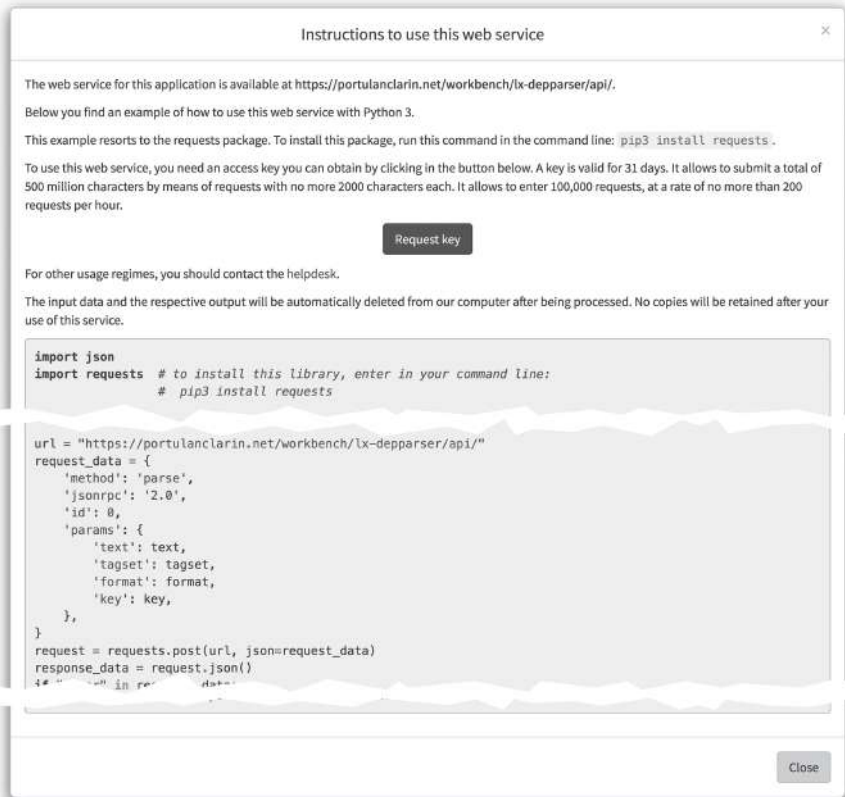 Instructions to use this web service
×
The web service for this application is available at https://portulanclarin.net/workbench/lx-depparser/api/.
Below you find an example of how to use this web service with Python 3.
This example resorts to the requests package. To install this package, run this command in the command line: pip3 install requests .
To use this web service, you need an access key you can obtain by clicking in the button below. A key is valid for 31 days. It allows to submit a total of
500 million characters by means of requests with no more 2000 characters each. It allows to enter 100,000 requests, at a rate of no more than 200
requests per hour.
Request key
For other usage regimes, you should contact the helpdesk.
The input data and the respective output will be automatically deleted from our computer after being processed. No copies will be retained after your
use of this service.
import json
import requests  # to install this library, enter in your command line:
                 #  pip3 install requests
url = "https://portulanclarin.net/workbench/lx-depparser/api/"
request_data = {
    'method': 'parse',
    'jsonrpc': '2.0',
    'id': 0,
    'params': {
        'text': text,
        'tagset': tagset,
        'format': format,
        'key': key,
    },
}
request = requests.post(url, json=request_data)
response_data = request.json()
in
Close